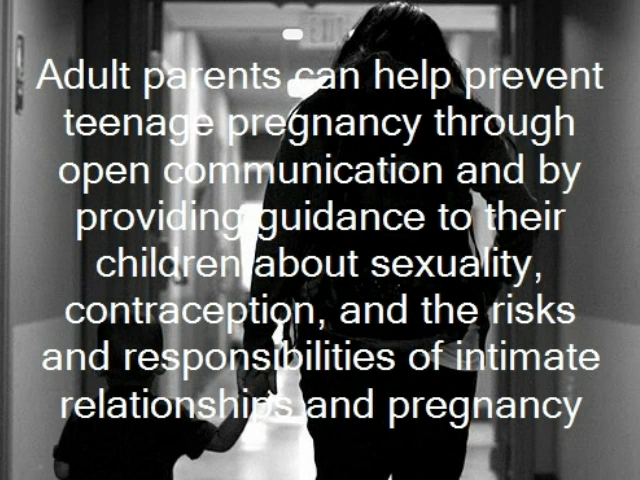 Adult parents can help prevent
teenage pregnancy through
open communication and by
providing guidance to their
children about sexuality,
contraception, and the risks
and responsibilities of intimate
relationships and pregnancy